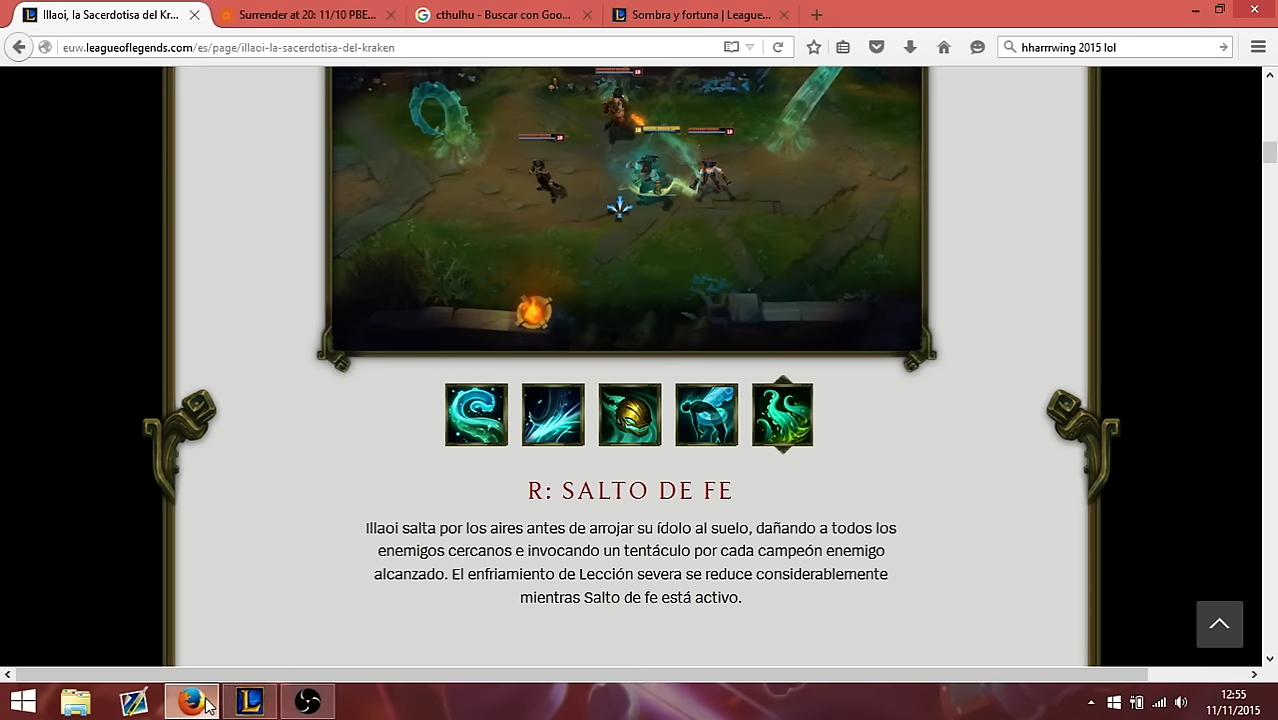 Illaoi, la Sacerdotisa del Kr...
Surrender at 20: 11/10 PBE...
cthulhu - Buscar con Goo...
Sombra y fortuna | League...
euw.leagueoflegends.com/es/page/illaoi-la-sacerdotisa-del-kraken
hharrrwing 2015 lol
18
18
18
18
R: SALTO DE FE
Illaoi salta por los aires antes de arrojar su ídolo al suelo, dañando a todos los
enemigos cercanos e invocando un tentáculo por cada campeón enemigo
alcanzado. El enfriamiento de Lección severa se reduce considerablemente
mientras Salto de fe está activo.
12:55
11/11/2015